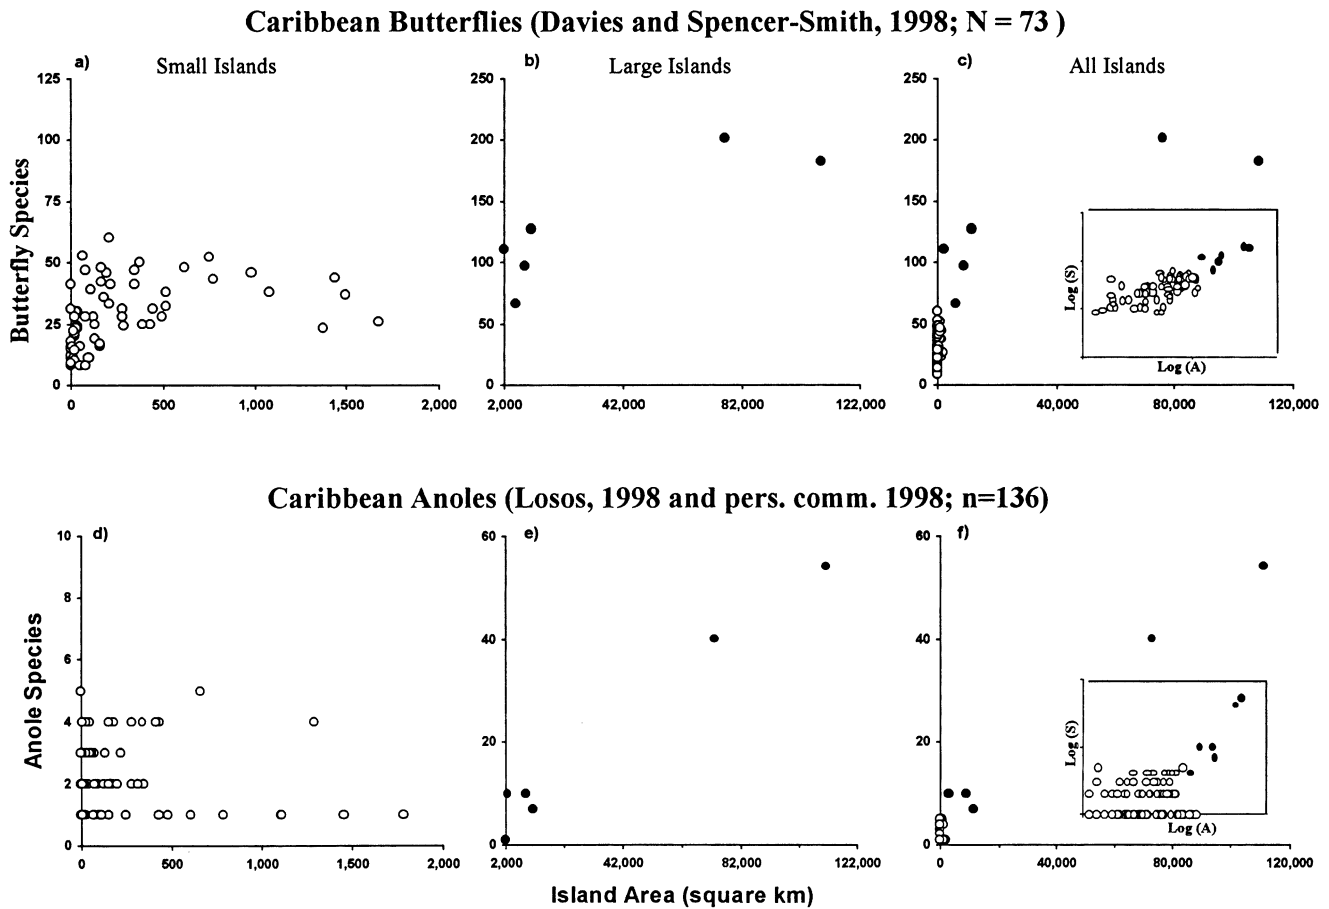 Caribbean Butterflies (Davies and Spencer-Smith, 1998; N = 73 )
a) Small Islands
b) Large Islands
c) All Islands
Butterfly Species
125
100
75
50
25
0
0 500 1,000 1,500 2,000
250
200
150
100
50
0
2,000 42,000 82,000 122,000
250
200
150
100
50
0
0 40,000 80,000 120,000
Log (S)
Log (A)
Caribbean Anoles (Losos, 1998 and pers. comm. 1998; n=136)
d)
e)
f)
Anole Species
10
8
6
4
2
0
0 500 1,000 1,500 2,000
60
40
20
0
2,000 42,000 82,000 122,000
60
40
20
0
0 40,000 80,000 120,000
Log (S)
Log (A)
Island Area (square km)